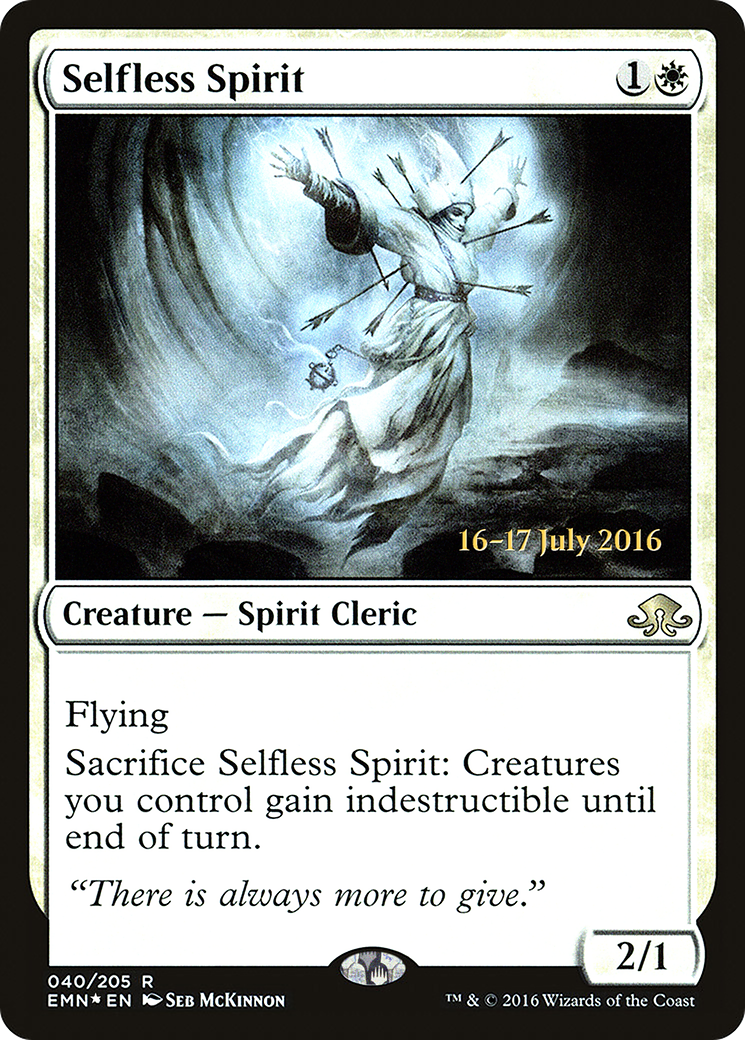 Selfless Spirit 1
16–17 July 2016
Creature — Spirit Cleric
Flying
Sacrifice Selfless Spirit: Creatures
you control gain indestructible until
end of turn.
“There is always more to give.”
2/1
040/205 R
EMN★EN Seb McKinnon ™ & © 2016 Wizards of the Coast